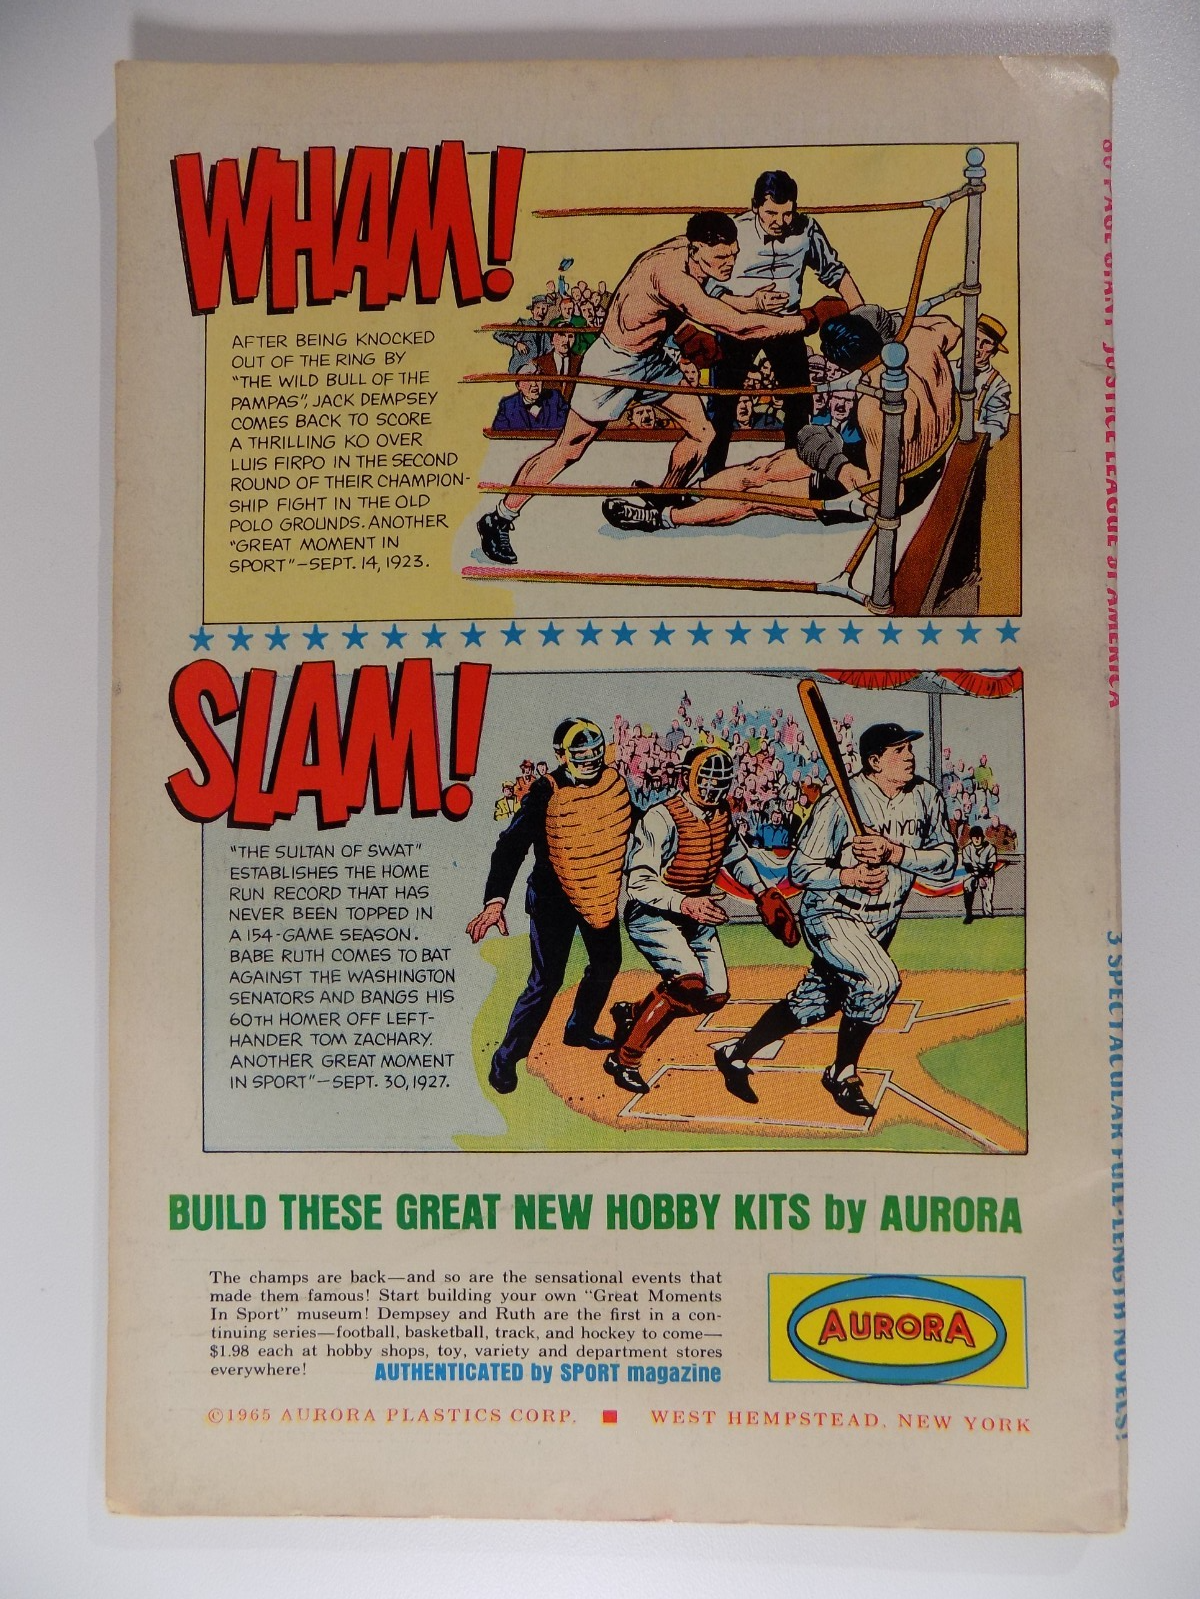 WHAM!
AFTER BEING KNOCKED
OUT OF THE RING BY
"THE WILD BULL OF THE
PAMPAS", JACK DEMPSEY
COMES BACK TO SCORE
A THRILLING KO OVER
LUIS FIRPO IN THE SECOND
ROUND OF THEIR CHAMPION-
SHIP FIGHT IN THE OLD
POLO GROUNDS. ANOTHER
"GREAT MOMENT IN
SPORT"–SEPT. 14, 1923.
SLAM!
"THE SULTAN OF SWAT"
ESTABLISHES THE HOME
RUN RECORD THAT HAS
NEVER BEEN TOPPED IN
A 154-GAME SEASON.
BABE RUTH COMES TO BAT
AGAINST THE WASHINGTON
SENATORS AND BANGS HIS
60TH HOMER OFF LEFT-
HANDER TOM ZACHARY.
ANOTHER GREAT MOMENT
IN SPORT"–SEPT. 30, 1927.
NEW YORK
BUILD THESE GREAT NEW HOBBY KITS by AURORA
The champs are back—and so are the sensational events that
made them famous! Start building your own "Great Moments
In Sport" museum! Dempsey and Ruth are the first in a con-
tinuing series—football, basketball, track, and hockey to come—
$1.98 each at hobby shops, toy, variety and department stores
everywhere! AUTHENTICATED by SPORT magazine
AURORA
©1965 AURORA PLASTICS CORP. ■ WEST HEMPSTEAD, NEW YORK
80 PAGE GIANT JUSTICE LEAGUE OF AMERICA
3 SPECTACULAR FULL-LENGTH NOVELS!